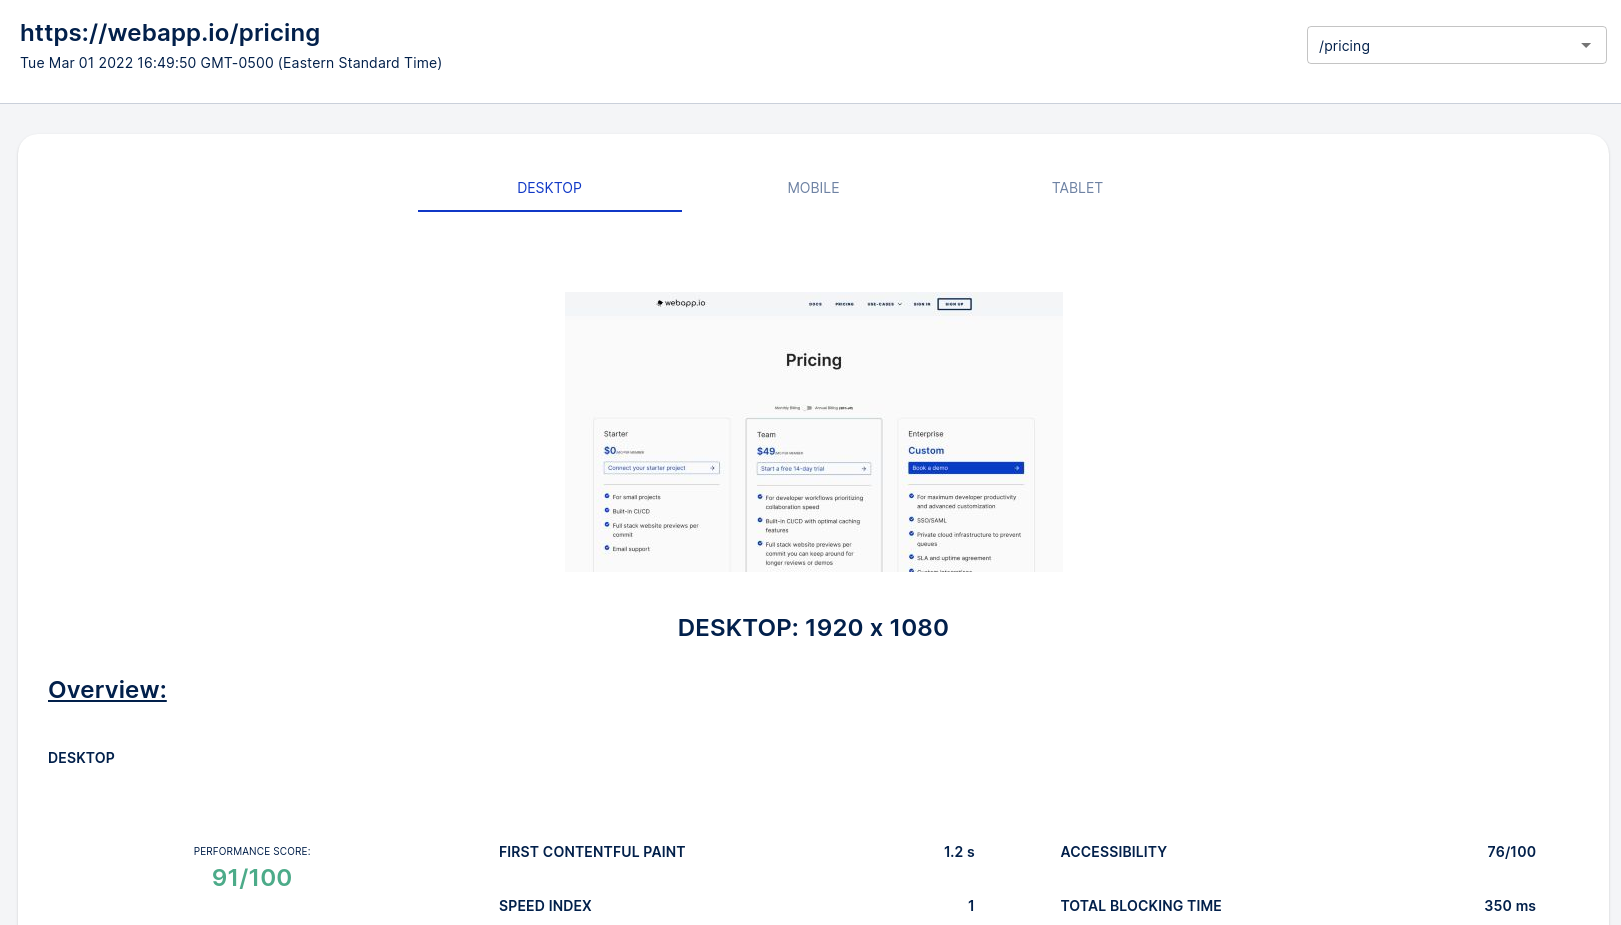 https://webapp.io/pricing
Tue Mar 01 2022 16:49:50 GMT-0500 (Eastern Standard Time)
/pricing
DESKTOP
MOBILE
TABLET
webapp.io
DOCS
PRICING
USE-CASES
SIGN IN
SIGN UP
Pricing
Monthly Billing
Annual Billing
Starter
$0
Connect your starter project
For small projects
Built-in CI/CD
Full stack website previews per
commit
Email support
Team
$49
Start a free 14-day trial
For developer workflows prioritizing
collaboration speed
Built-in CI/CD with optimal caching
features
Full stack website previews per
commit you can keep around for
longer reviews or demos
Enterprise
Custom
Book a demo
For maximum developer productivity
and advanced customization
SSO/SAML
Private cloud infrastructure to prevent
queues
SLA and uptime agreement
Custom integrations
DESKTOP: 1920 x 1080
Overview:
DESKTOP
PERFORMANCE SCORE:
91/100
FIRST CONTENTFUL PAINT 1.2 s
ACCESSIBILITY 76/100
SPEED INDEX 1
TOTAL BLOCKING TIME 350 ms